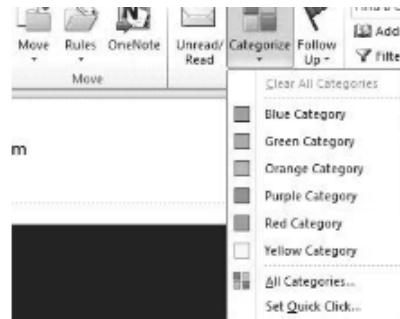 Move
Rules
OneNote
Unread/
Read
Categorize
Follow
Up
Add
Filte
Move
Clear All Categories
Blue Category
Green Category
Orange Category
Purple Category
Red Category
Yellow Category
All Categories...
Set Quick Click...
m